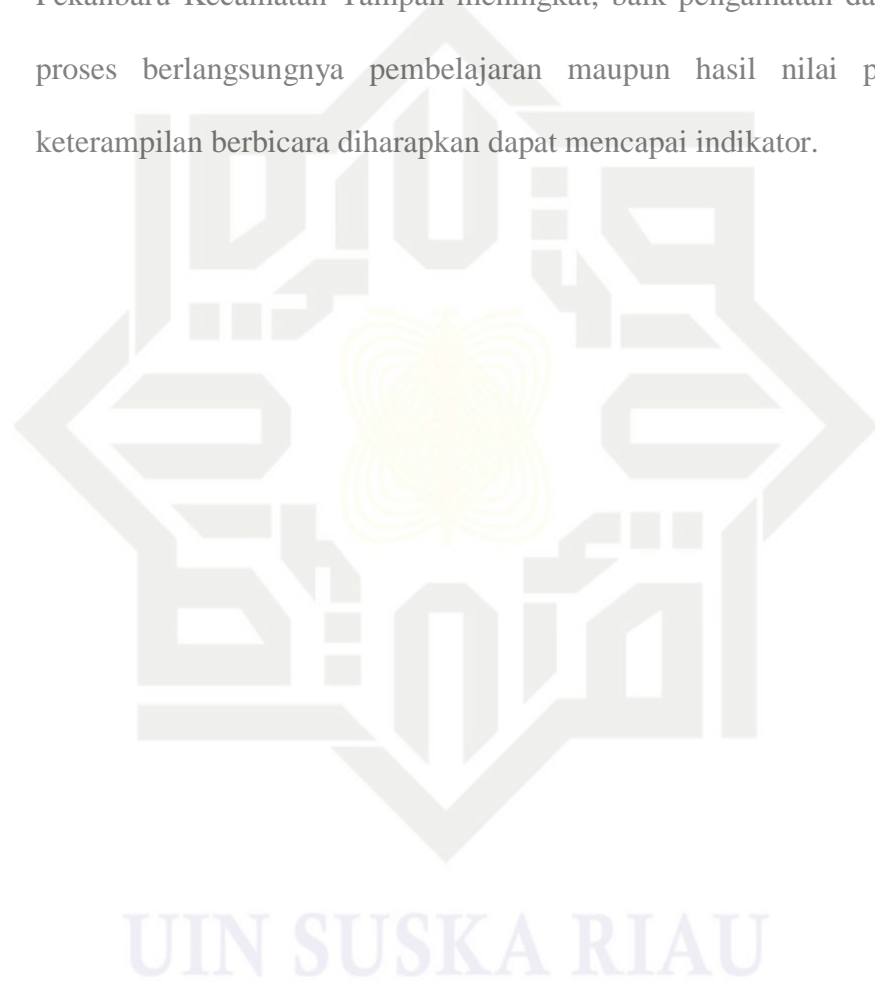 Pekanbaru Kecamatan Tampan meningkat, baik pengamatan
proses berlangsungnya pembelajaran maupun hasil nilai
keterampilan berbicara diharapkan dapat mencapai indikator.
UIN SUSKA RIAU